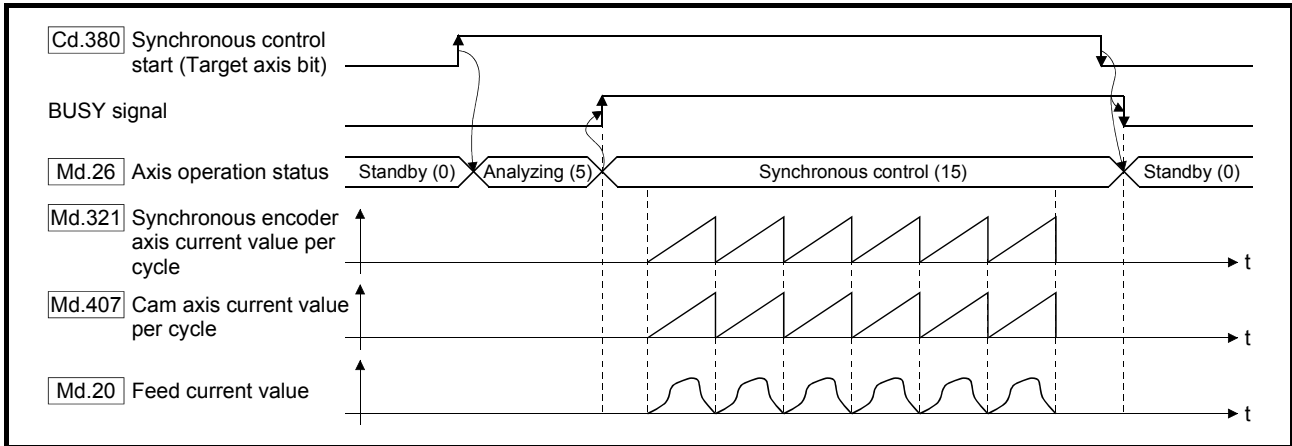 Cd.380 Synchronous control
start (Target axis bit)
BUSY signal
Md.26 Axis operation status
Standby (0)
Analyzing (5)
Synchronous control (15)
Standby (0)
Md.321 Synchronous encoder
axis current value per
cycle
t
Md.407 Cam axis current value
per cycle
t
Md.20 Feed current value
t